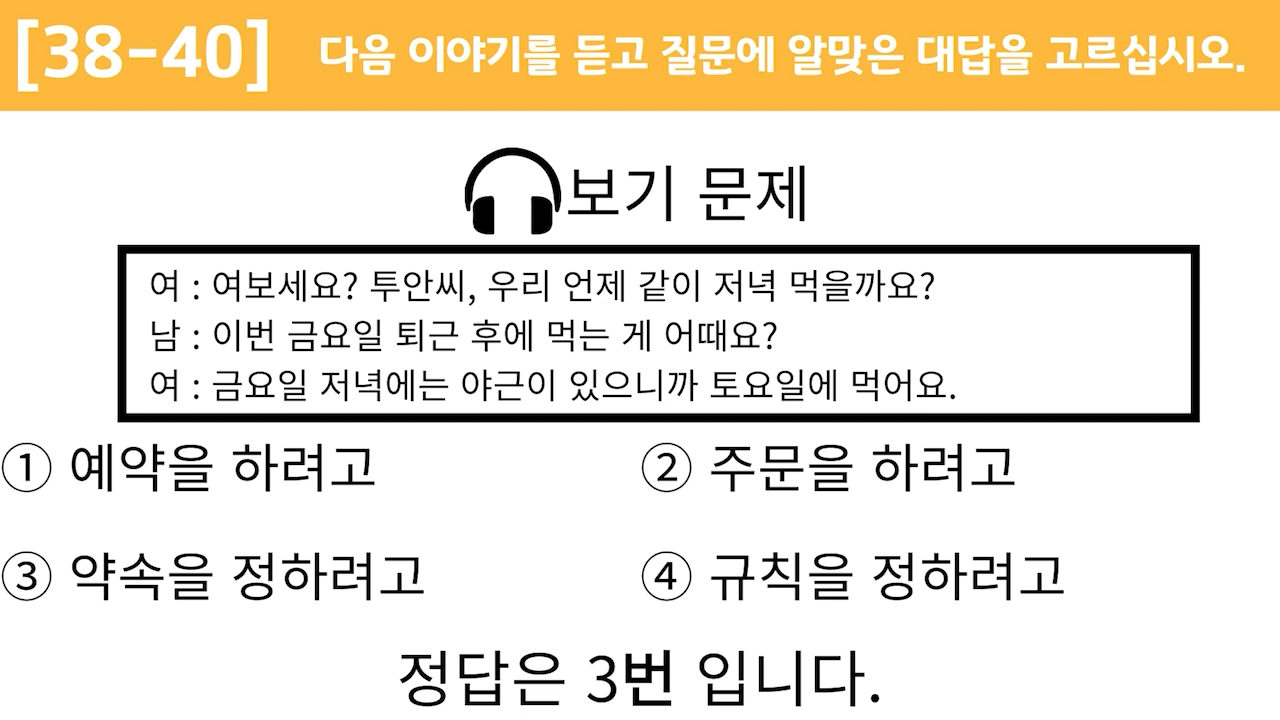 [38-40] 다음 이야기를 듣고 질문에 알맞은 대답을 고르십시오.
보기 문제
여 : 여보세요? 투안씨, 우리 언제 같이 저녁 먹을까요?
남 : 이번 금요일 퇴근 후에 먹는 게 어때요?
여 : 금요일 저녁에는 야근이 있으니까 토요일에 먹어요.
① 예약을 하려고 ② 주문을 하려고
③ 약속을 정하려고 ④ 규칙을 정하려고
정답은 3번 입니다.